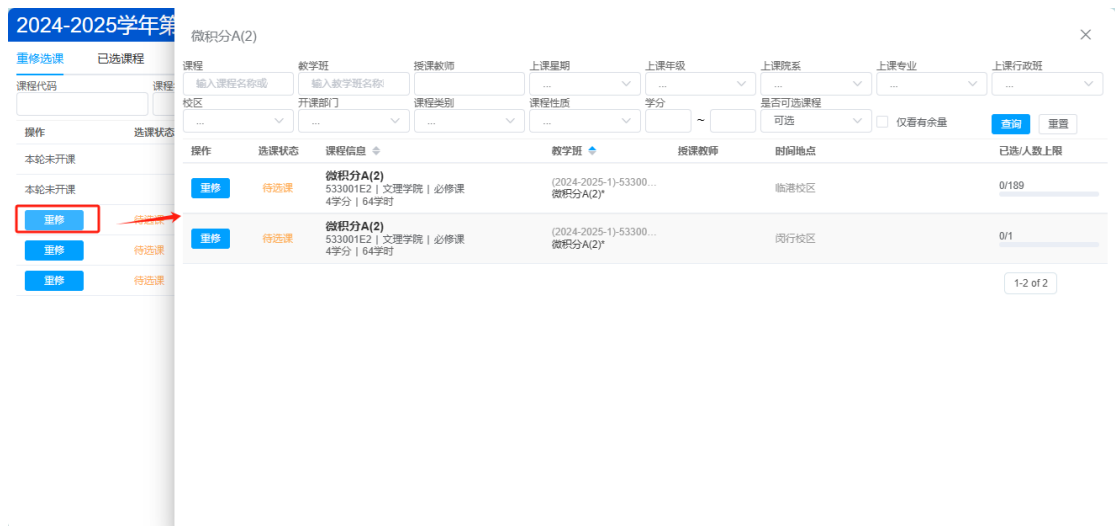 2024-2025学年第
微积分A(2)
重修选课 已选课程
课程 教学班 授课教师 上课星期 上课年级 上课院系 上课专业 上课行政班
课程代码 课程
输入课程名称或 输入教学班名称 ... ... ... ... ...
校区 开课部门 课程类别 课程性质 学分 是否可选课程
... ... ... ... ~ 可选 仅看有余量 查询 重置
操作 选课状态
操作 选课状态 课程信息 教学班 授课教师 时间地点 已选/人数上限
本轮未开课
本轮未开课
重修 待选课
重修 待选课
重修 待选课
重修 待选课 微积分A(2) (2024-2025-1)-53300... 临港校区 0/189
533001E2 | 文理学院 | 必修课 微积分A(2)*
4学分 | 64学时
重修 待选课 微积分A(2) (2024-2025-1)-53300... 闵行校区 0/1
533001E2 | 文理学院 | 必修课 微积分A(2)*
4学分 | 64学时
1-2 of 2